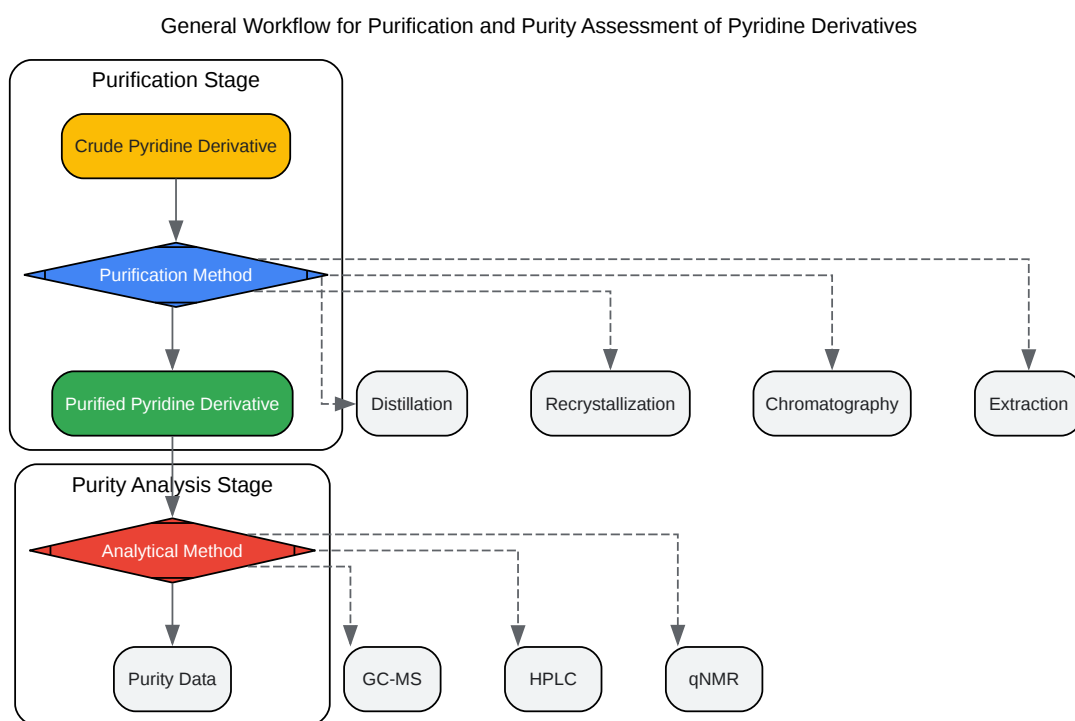 General Workflow for Purification and Purity Assessment of Pyridine Derivatives
Purification Stage
Crude Pyridine Derivative
Purification Method
Purified Pyridine Derivative
Distillation
Recrystallization
Chromatography
Extraction
Purity Analysis Stage
Analytical Method
Purity Data
GC-MS
HPLC
qNMR